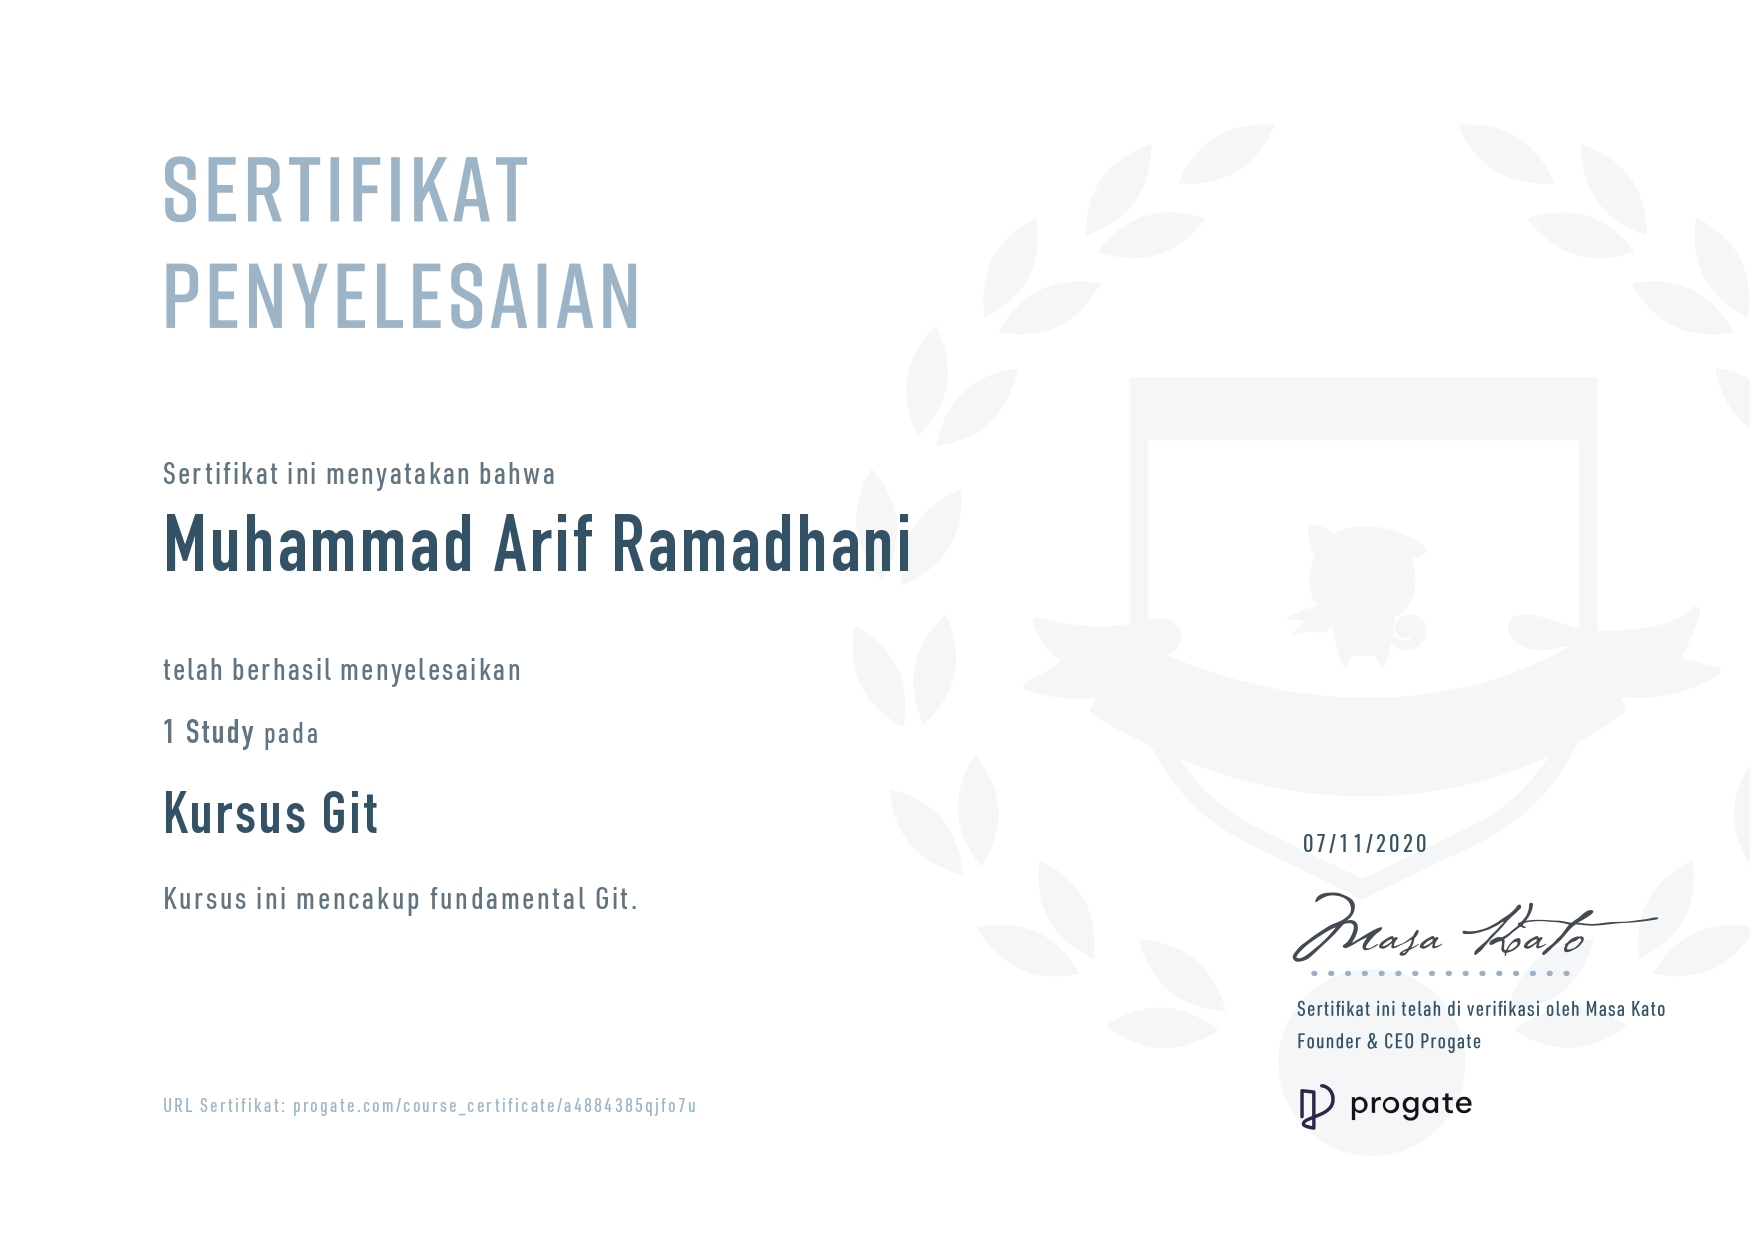 SERTIFIKAT
PENYELESAIAN
Sertifikat ini menyatakan bahwa
Muhammad Arif Ramadhani
telah berhasil menyelesaikan
1 Study pada
Kursus Git
Kursus ini mencakup fundamental Git.
07/11/2020
Masa Kato
Sertifikat ini telah di verifikasi oleh Masa Kato
Founder & CEO Progate
URL Sertifikat: progate.com/course_certificate/a4884385qjfo7u
progate